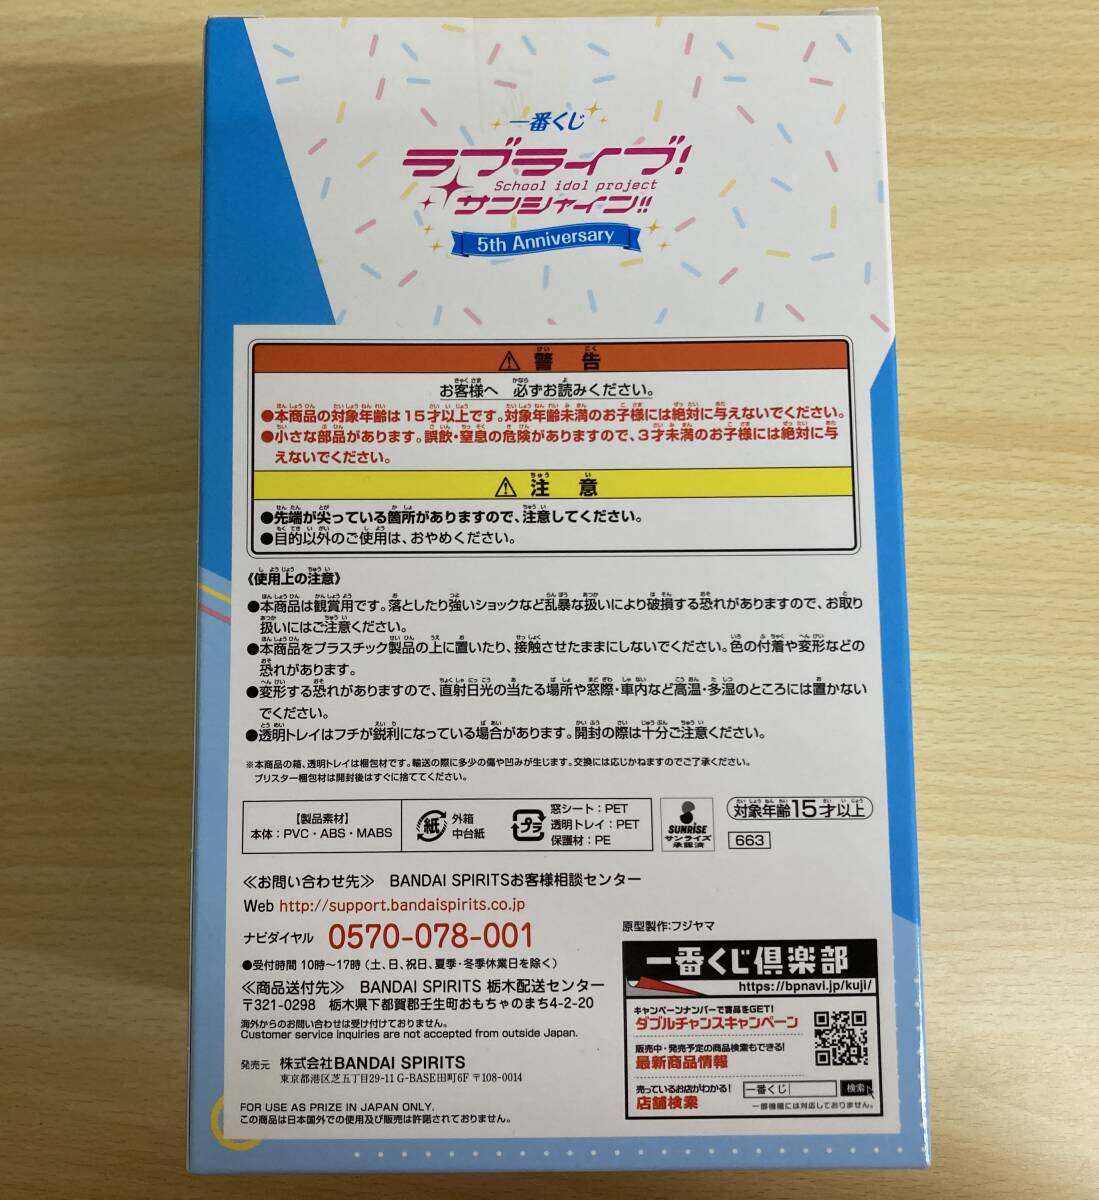 一番くじ
ラブライブ!
School idol project
サンシャイン!!
5th Anniversary
⚠ 警告
お客様へ 必ずお読みください。
●本商品の対象年齢は15才以上です。対象年齢未満のお子様には絶対に与えないでください。
●小さな部品があります。誤飲・窒息の危険がありますので、3才未満のお子様には絶対に与
えないでください。
⚠ 注意
●先端が尖っている箇所がありますので、注意してください。
●目的以外のご使用は、おやめください。
《使用上の注意》
●本商品は観賞用です。落としたり強いショックなど乱暴な扱いにより破損する恐れがありますので、お取り
扱いにはご注意ください。
●本商品をプラスチック製品の上に置いたり、接触させたままにしないでください。色の付着や変形などの
恐れがあります。
●変形する恐れがありますので、直射日光の当たる場所や窓際・車内など高温・多湿のところには置かない
でください。
●透明トレイはフチが鋭利になっている場合があります。開封の際は十分ご注意ください。
※本商品の箱、透明トレイは梱包材です。輸送の際に多少の傷や凹みが生じます。交換には応じかねますのでご了承ください。
ブリスター梱包材は開封後はすぐに捨ててください。
【製品素材】
本体:PVC・ABS・MABS
紙
外箱
中台紙
プラ
窓シート:PET
透明トレイ:PET
保護材:PE
SUNRISE
サンライズ
承認済
対象年齢15才以上
663
≪お問い合わせ先≫ BANDAI SPIRITSお客様相談センター
Web http://support.bandaispirits.co.jp
ナビダイヤル 0570-078-001
●受付時間 10時〜17時(土、日、祝日、夏季・冬季休業日を除く)
≪商品送付先≫ BANDAI SPIRITS 栃木配送センター
〒321-0298 栃木県下都賀郡壬生町おもちゃのまち4-2-20
海外からのお問い合わせは受け付けておりません。
Customer service inquiries are not accepted from outside Japan.
発売元 株式会社BANDAI SPIRITS
東京都港区芝五丁目29-11 G-BASE田町6F 〒108-0014
FOR USE AS PRIZE IN JAPAN ONLY.
この商品は日本国外での使用及び販売は許諾されておりません。
原型製作:フジヤマ
一番くじ倶楽部
https://bpnavi.jp/kuji/
キャンペーンナンバーで賞品をGET!
ダブルチャンスキャンペーン
販売中・発売予定の商品検索もできる!
最新商品情報
売っているお店がわかる!
店舗検索
一番くじ 検索
一部機種には対応しておりません。